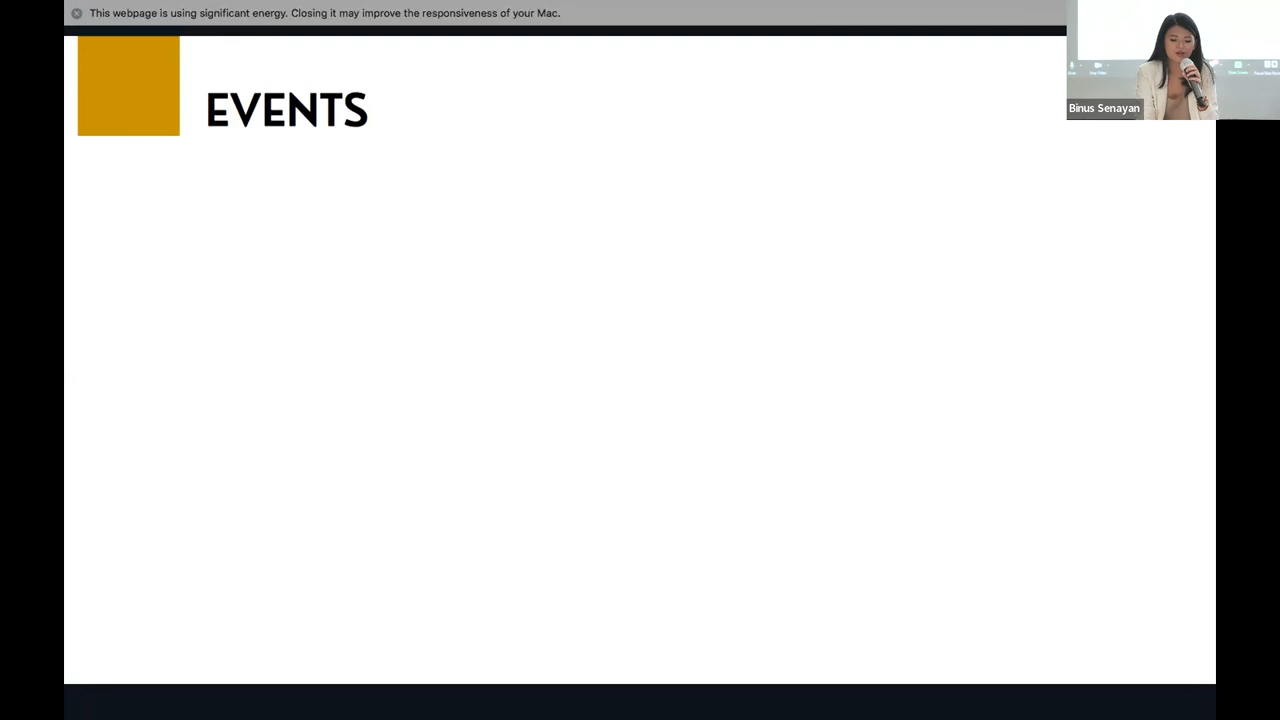 This webpage is using significant energy. Closing it may improve the responsiveness of your Mac.
EVENTS
Binus Senayan